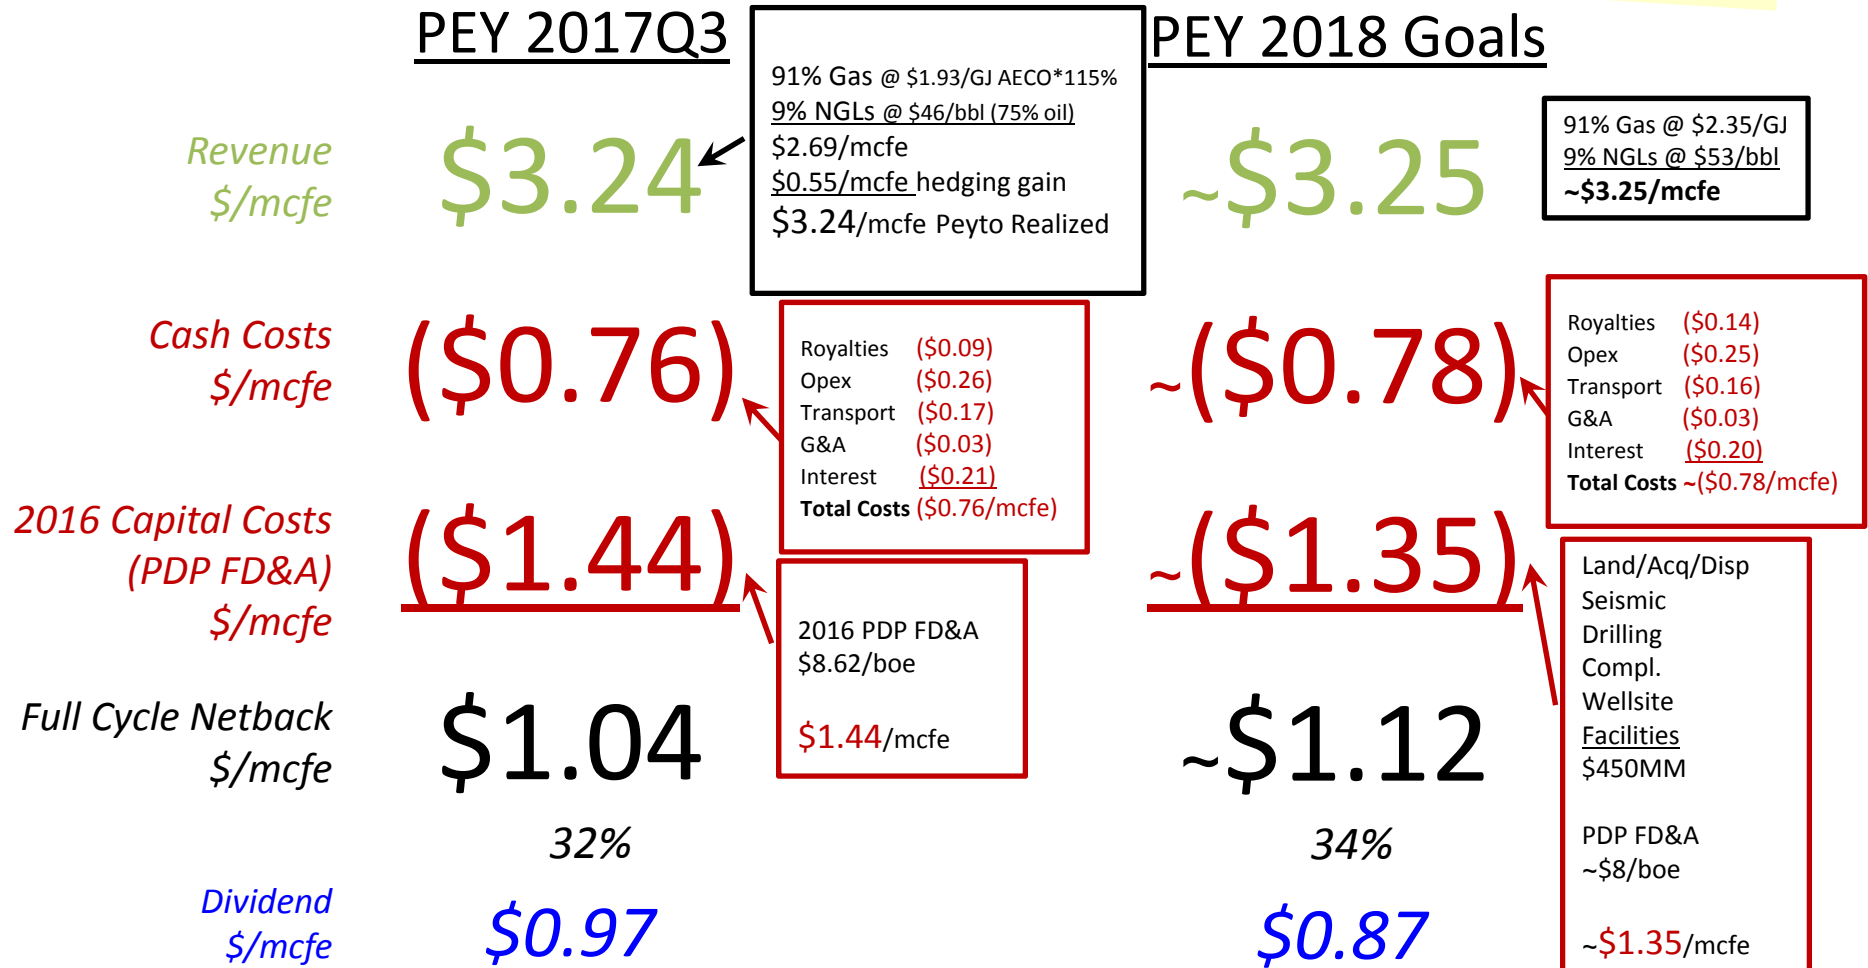 PEY 2017Q3
PEY 2018 Goals
Revenue
$/mcfe
$3.24
91% Gas @ $1.93/GJ AECO*115%
9% NGLs @ $46/bbl (75% oil)
$2.69/mcfe
$0.55/mcfe hedging gain
$3.24/mcfe Peyto Realized
~$3.25
91% Gas @ $2.35/GJ
9% NGLs @ $53/bbl
~$3.25/mcfe
Cash Costs
$/mcfe
($0.76)
Royalties ($0.09)
Opex ($0.26)
Transport ($0.17)
G&A ($0.03)
Interest ($0.21)
Total Costs ($0.76/mcfe)
~($0.78)
Royalties ($0.14)
Opex ($0.25)
Transport ($0.16)
G&A ($0.03)
Interest ($0.20)
Total Costs ~($0.78/mcfe)
2016 Capital Costs
(PDP FD&A)
$/mcfe
($1.44)
2016 PDP FD&A
$8.62/boe
$1.44/mcfe
~($1.35)
Land/Acq/Disp
Seismic
Drilling
Compl.
Wellsite
Facilities
$450MM
PDP FD&A
~$8/boe
~$1.35/mcfe
Full Cycle Netback
$/mcfe
$1.04
32%
~$1.12
34%
Dividend
$/mcfe
$0.97
$0.87